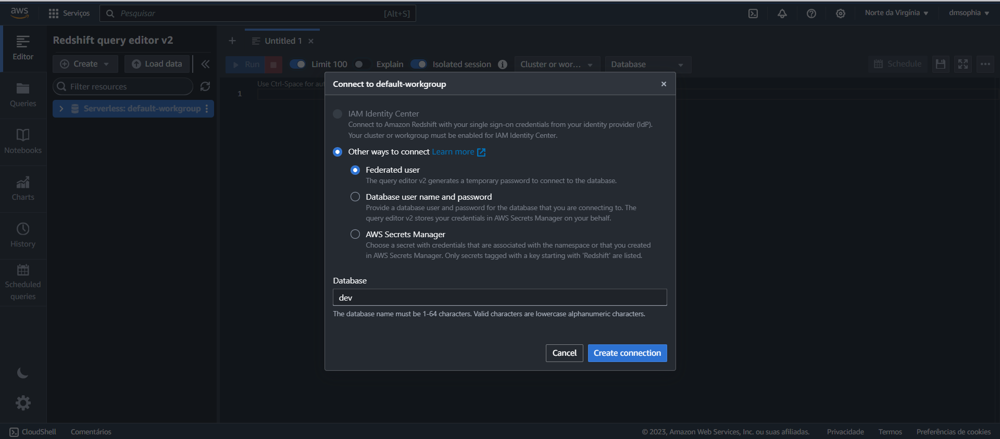 aws
Serviços
Pesquisar
[Alt+S]
Norte da Virgínia
dmsophia
Editor
Queries
Notebooks
Charts
History
Scheduled
queries
Redshift query editor v2
Create
Load data
Filter resources
Serverless: default-workgroup
Untitled 1
Run
Limit 100
Explain
Isolated session
Cluster or wor...
Database
Schedule
Use Ctrl-Space for aut
1
Connect to default-workgroup
IAM Identity Center
Connect to Amazon Redshift with your single sign-on credentials from your identity provider (IdP).
Your cluster or workgroup must be enabled for IAM Identity Center.
Other ways to connect Learn more
Federated user
The query editor v2 generates a temporary password to connect to the database.
Database user name and password
Provide a database user and password for the database that you are connecting to. The
query editor v2 stores your credentials in AWS Secrets Manager on your behalf.
AWS Secrets Manager
Choose a secret with credentials that are associated with the namespace or that you created
in AWS Secrets Manager. Only secrets tagged with a key starting with 'Redshift' are listed.
Database
dev
The database name must be 1-64 characters. Valid characters are lowercase alphanumeric characters.
Cancel
Create connection
CloudShell
Comentários
© 2023, Amazon Web Services, Inc. ou suas afiliadas.
Privacidade
Termos
Preferências de cookies